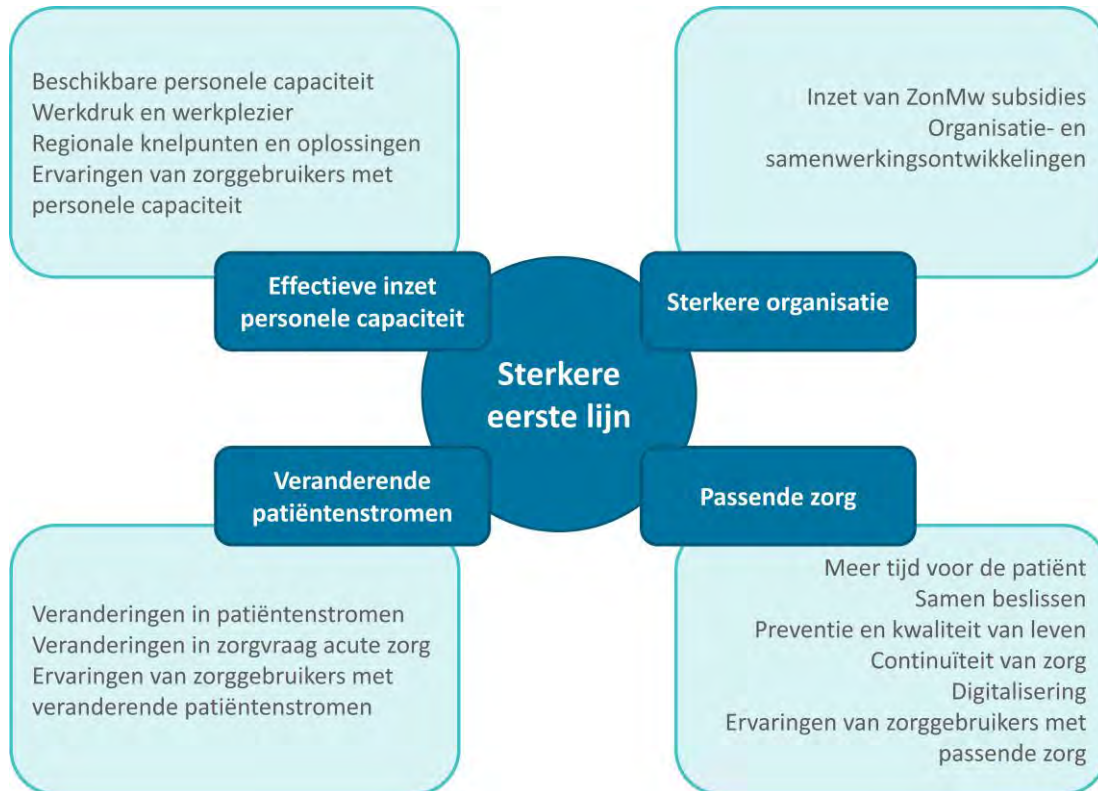 Beschikbare personele capaciteit
Werkdruk en werkplezier
Regionale knelpunten en oplossingen
Ervaringen van zorggebruikers met
personele capaciteit
Inzet van ZonMw subsidies
Organisatie- en
samenwerkingsontwikkelingen
Effectieve inzet
personele capaciteit
Sterkere organisatie
Sterkere
eerste lijn
Veranderende
patiëntenstromen
Passende zorg
Veranderingen in patiëntenstromen
Veranderingen in zorgvraag acute zorg
Ervaringen van zorggebruikers met
veranderende patiëntenstromen
Meer tijd voor de patiënt
Samen beslissen
Preventie en kwaliteit van leven
Continuïteit van zorg
Digitalisering
Ervaringen van zorggebruikers met
passende zorg